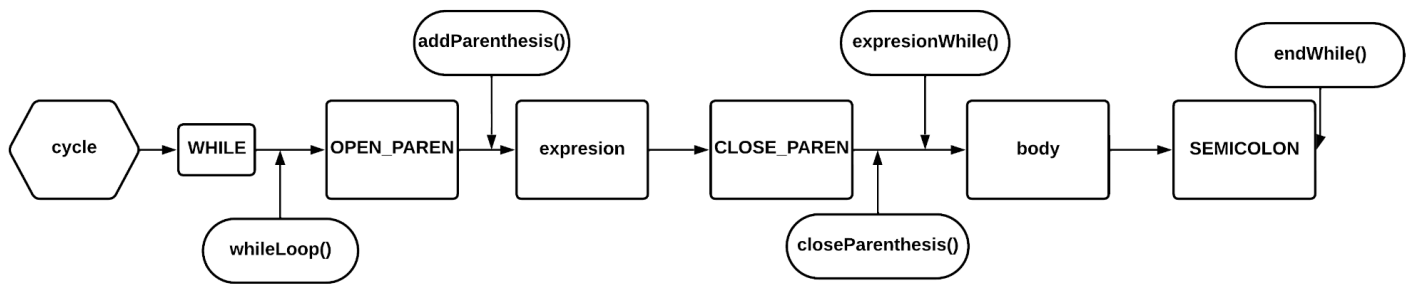 addParenthesis()
expresionWhile()
endWhile()
cycle
WHILE
OPEN_PAREN
expresion
CLOSE_PAREN
body
SEMICOLON
whileLoop()
closeParenthesis()